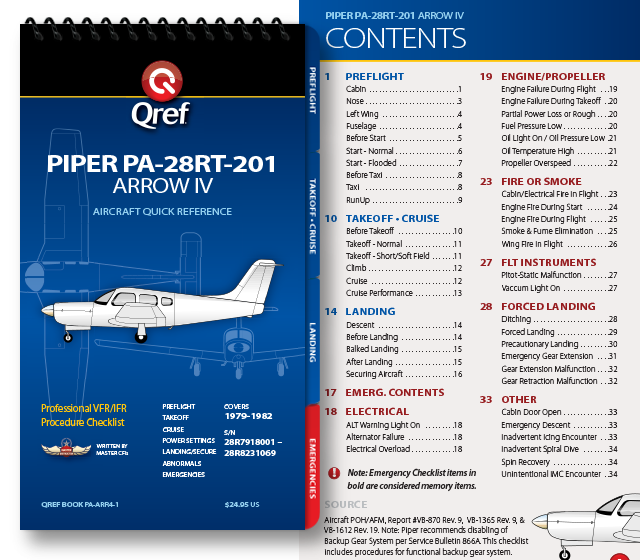 Qref
PIPER PA-28RT-201
ARROW IV
AIRCRAFT QUICK REFERENCE
Professional VFR/IFR
Procedure Checklist
WRITTEN BY
MASTER CFIs
PREFLIGHT
TAKEOFF
CRUISE
POWER SETTINGS
LANDING/SECURE
ABNORMALS
EMERGENCIES
COVERS
1979-1982
S/N
28R7918001 –
28R8231069
QREF BOOK PA-ARR4-1
$24.95 US
PREFLIGHT
TAKEOFF • CRUISE
LANDING
EMERGENCIES
PIPER PA-28RT-201 ARROW IV
CONTENTS
1 PREFLIGHT
Cabin .....1
Nose .....3
Left Wing .....4
Fuselage .....4
Before Start .....5
Start - Normal .....6
Start - Flooded .....7
Before Taxi .....8
Taxi .....8
RunUp .....9
10 TAKEOFF • CRUISE
Before Takeoff .....10
Takeoff - Normal .....11
Takeoff - Short/Soft Field .....11
Climb .....12
Cruise .....12
Cruise Performance .....13
14 LANDING
Descent .....14
Before Landing .....14
Balked Landing .....15
After Landing .....15
Securing Aircraft .....16
17 EMERG. CONTENTS
18 ELECTRICAL
ALT Warning Light On .....18
Alternator Failure .....18
Electrical Overload .....18
Note: Emergency Checklist items in
bold are considered memory items.
SOURCE
Aircraft POH/AFM, Report #VB-870 Rev. 9, VB-1365 Rev. 9, &
VB-1612 Rev. 19. Note: Piper recommends disabling of
Backup Gear System per Service Bulletin 866A. This checklist
includes procedures for functional backup gear system.
19 ENGINE/PROPELLER
Engine Failure During Flight ...19
Engine Failure During Takeoff ..20
Partial Power Loss or Rough ...20
Fuel Pressure Low .....20
Oil Light On / Oil Pressure Low .21
Oil Temperature High .....21
Propeller Overspeed .....22
23 FIRE OR SMOKE
Cabin/Electrical Fire In Flight ..23
Engine Fire During Start .....24
Engine Fire During Flight .....25
Smoke & Fume Elimination ...25
Wing Fire In Flight .....26
27 FLT INSTRUMENTS
Pitot-Static Malfunction .....27
Vaccum Light On .....27
28 FORCED LANDING
Ditching .....28
Forced Landing .....29
Precautionary Landing .....30
Emergency Gear Extension ...31
Gear Extension Malfunction ...32
Gear Retraction Malfunction ..32
33 OTHER
Cabin Door Open .....33
Emergency Descent .....33
Inadvertent Icing Encounter ..33
Inadvertent Spiral Dive .....34
Spin Recovery .....34
Unintentional IMC Encounter ..34